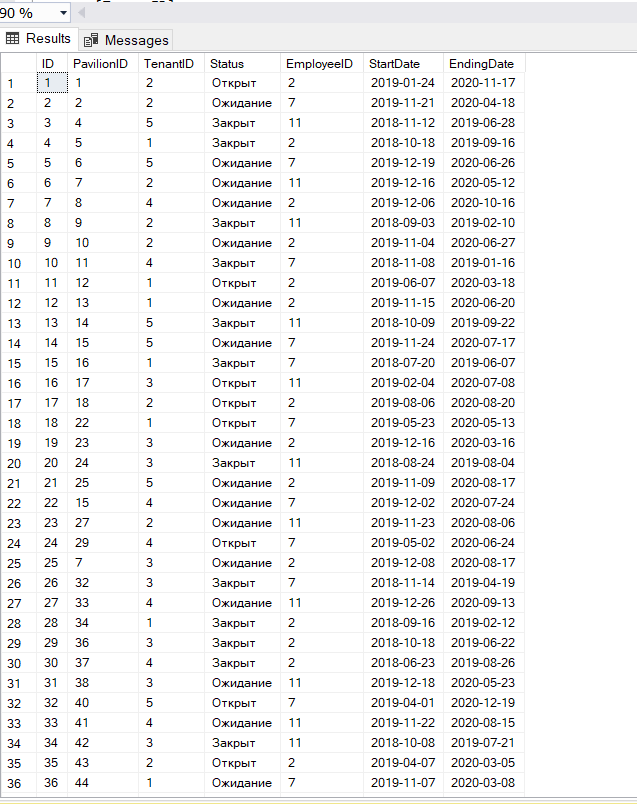 90 %
Results Messages
ID PavilionID TenantID Status EmployeeID StartDate EndingDate
1 1 1 2 Открыт 2 2019-01-24 2020-11-17
2 2 2 2 Ожидание 7 2019-11-21 2020-04-18
3 3 4 5 Закрыт 11 2018-11-12 2019-06-28
4 4 5 1 Закрыт 2 2018-10-18 2019-09-16
5 5 6 5 Ожидание 7 2019-12-19 2020-06-26
6 6 7 2 Ожидание 11 2019-12-16 2020-05-12
7 7 8 4 Ожидание 2 2019-12-06 2020-10-16
8 8 9 2 Закрыт 11 2018-09-03 2019-02-10
9 9 10 2 Ожидание 2 2019-11-04 2020-06-27
10 10 11 4 Закрыт 7 2018-11-08 2019-01-16
11 11 12 1 Открыт 2 2019-06-07 2020-03-18
12 12 13 1 Ожидание 2 2019-11-15 2020-06-20
13 13 14 5 Закрыт 11 2018-10-09 2019-09-22
14 14 15 5 Ожидание 7 2019-11-24 2020-07-17
15 15 16 1 Закрыт 7 2018-07-20 2019-06-07
16 16 17 3 Открыт 11 2019-02-04 2020-07-08
17 17 18 2 Открыт 2 2019-08-06 2020-08-20
18 18 22 1 Открыт 7 2019-05-23 2020-05-13
19 19 23 3 Ожидание 2 2019-12-16 2020-03-16
20 20 24 3 Закрыт 11 2018-08-24 2019-08-04
21 21 25 5 Ожидание 2 2019-11-09 2020-08-17
22 22 15 4 Ожидание 7 2019-12-02 2020-07-24
23 23 27 2 Ожидание 11 2019-11-23 2020-08-06
24 24 29 4 Открыт 7 2019-05-02 2020-06-24
25 25 7 3 Ожидание 2 2019-12-08 2020-08-17
26 26 32 3 Закрыт 7 2018-11-14 2019-04-19
27 27 33 4 Ожидание 11 2019-12-26 2020-09-13
28 28 34 1 Закрыт 2 2018-09-16 2019-02-12
29 29 36 3 Закрыт 2 2018-10-18 2019-06-22
30 30 37 4 Закрыт 2 2018-06-23 2019-08-26
31 31 38 3 Ожидание 11 2019-12-18 2020-05-23
32 32 40 5 Открыт 7 2019-04-01 2020-12-19
33 33 41 4 Ожидание 11 2019-11-22 2020-08-15
34 34 42 3 Закрыт 11 2018-10-08 2019-07-21
35 35 43 2 Открыт 2 2019-04-07 2020-03-05
36 36 44 1 Ожидание 7 2019-11-07 2020-03-08